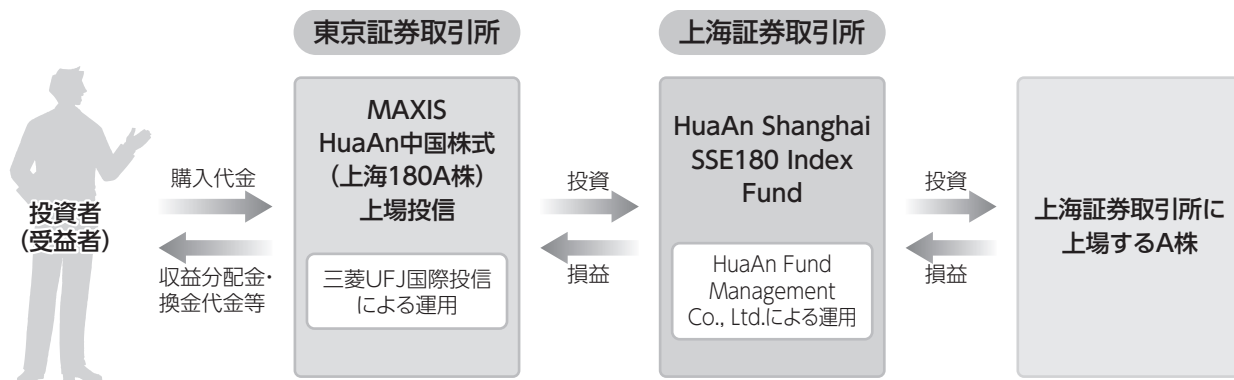 東京証券取引所
上海証券取引所
投資者
(受益者)
購入代金
収益分配金・
換金代金等
MAXIS
HuaAn中国株式
(上海180A株)
上場投信
三菱UFJ国際投信
による運用
投資
損益
HuaAn Shanghai
SSE180 Index
Fund
HuaAn Fund
Management
Co., Ltd.による運用
投資
損益
上海証券取引所に
上場するA株